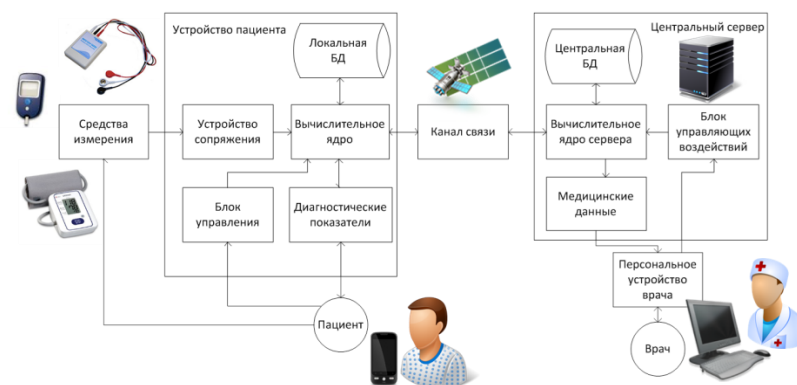 Устройство пациента
Локальная
БД
Центральный сервер
Центральная
БД
Средства
измерения
Устройство
сопряжения
Вычислительное
ядро
Канал связи
Вычислительное
ядро сервера
Блок
управляющих
воздействий
Блок
управления
Диагностические
показатели
Медицинские
данные
Персональное
устройство
врача
Пациент
Врач